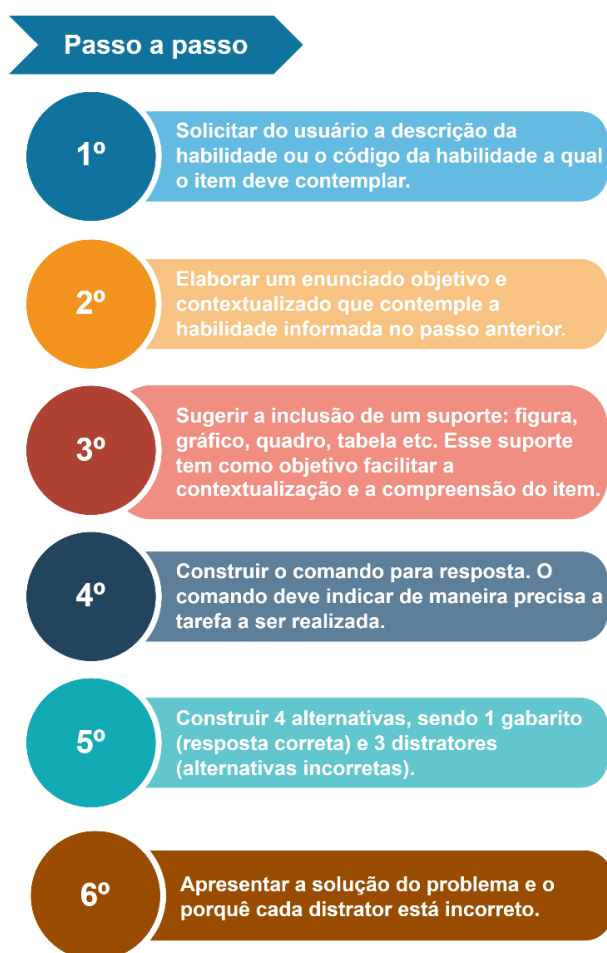 Passo a passo
1º
Solicitar do usuário a descrição da
habilidade ou o código da habilidade a qual
o item deve contemplar.
2º
Elaborar um enunciado objetivo e
contextualizado que contemple a
habilidade informada no passo anterior.
3º
Sugerir a inclusão de um suporte: figura,
gráfico, quadro, tabela etc. Esse suporte
tem como objetivo facilitar a
contextualização e a compreensão do item.
4º
Construir o comando para resposta. O
comando deve indicar de maneira precisa a
tarefa a ser realizada.
5º
Construir 4 alternativas, sendo 1 gabarito
(resposta correta) e 3 distratores
(alternativas incorretas).
6º
Apresentar a solução do problema e o
porquê cada distrator está incorreto.